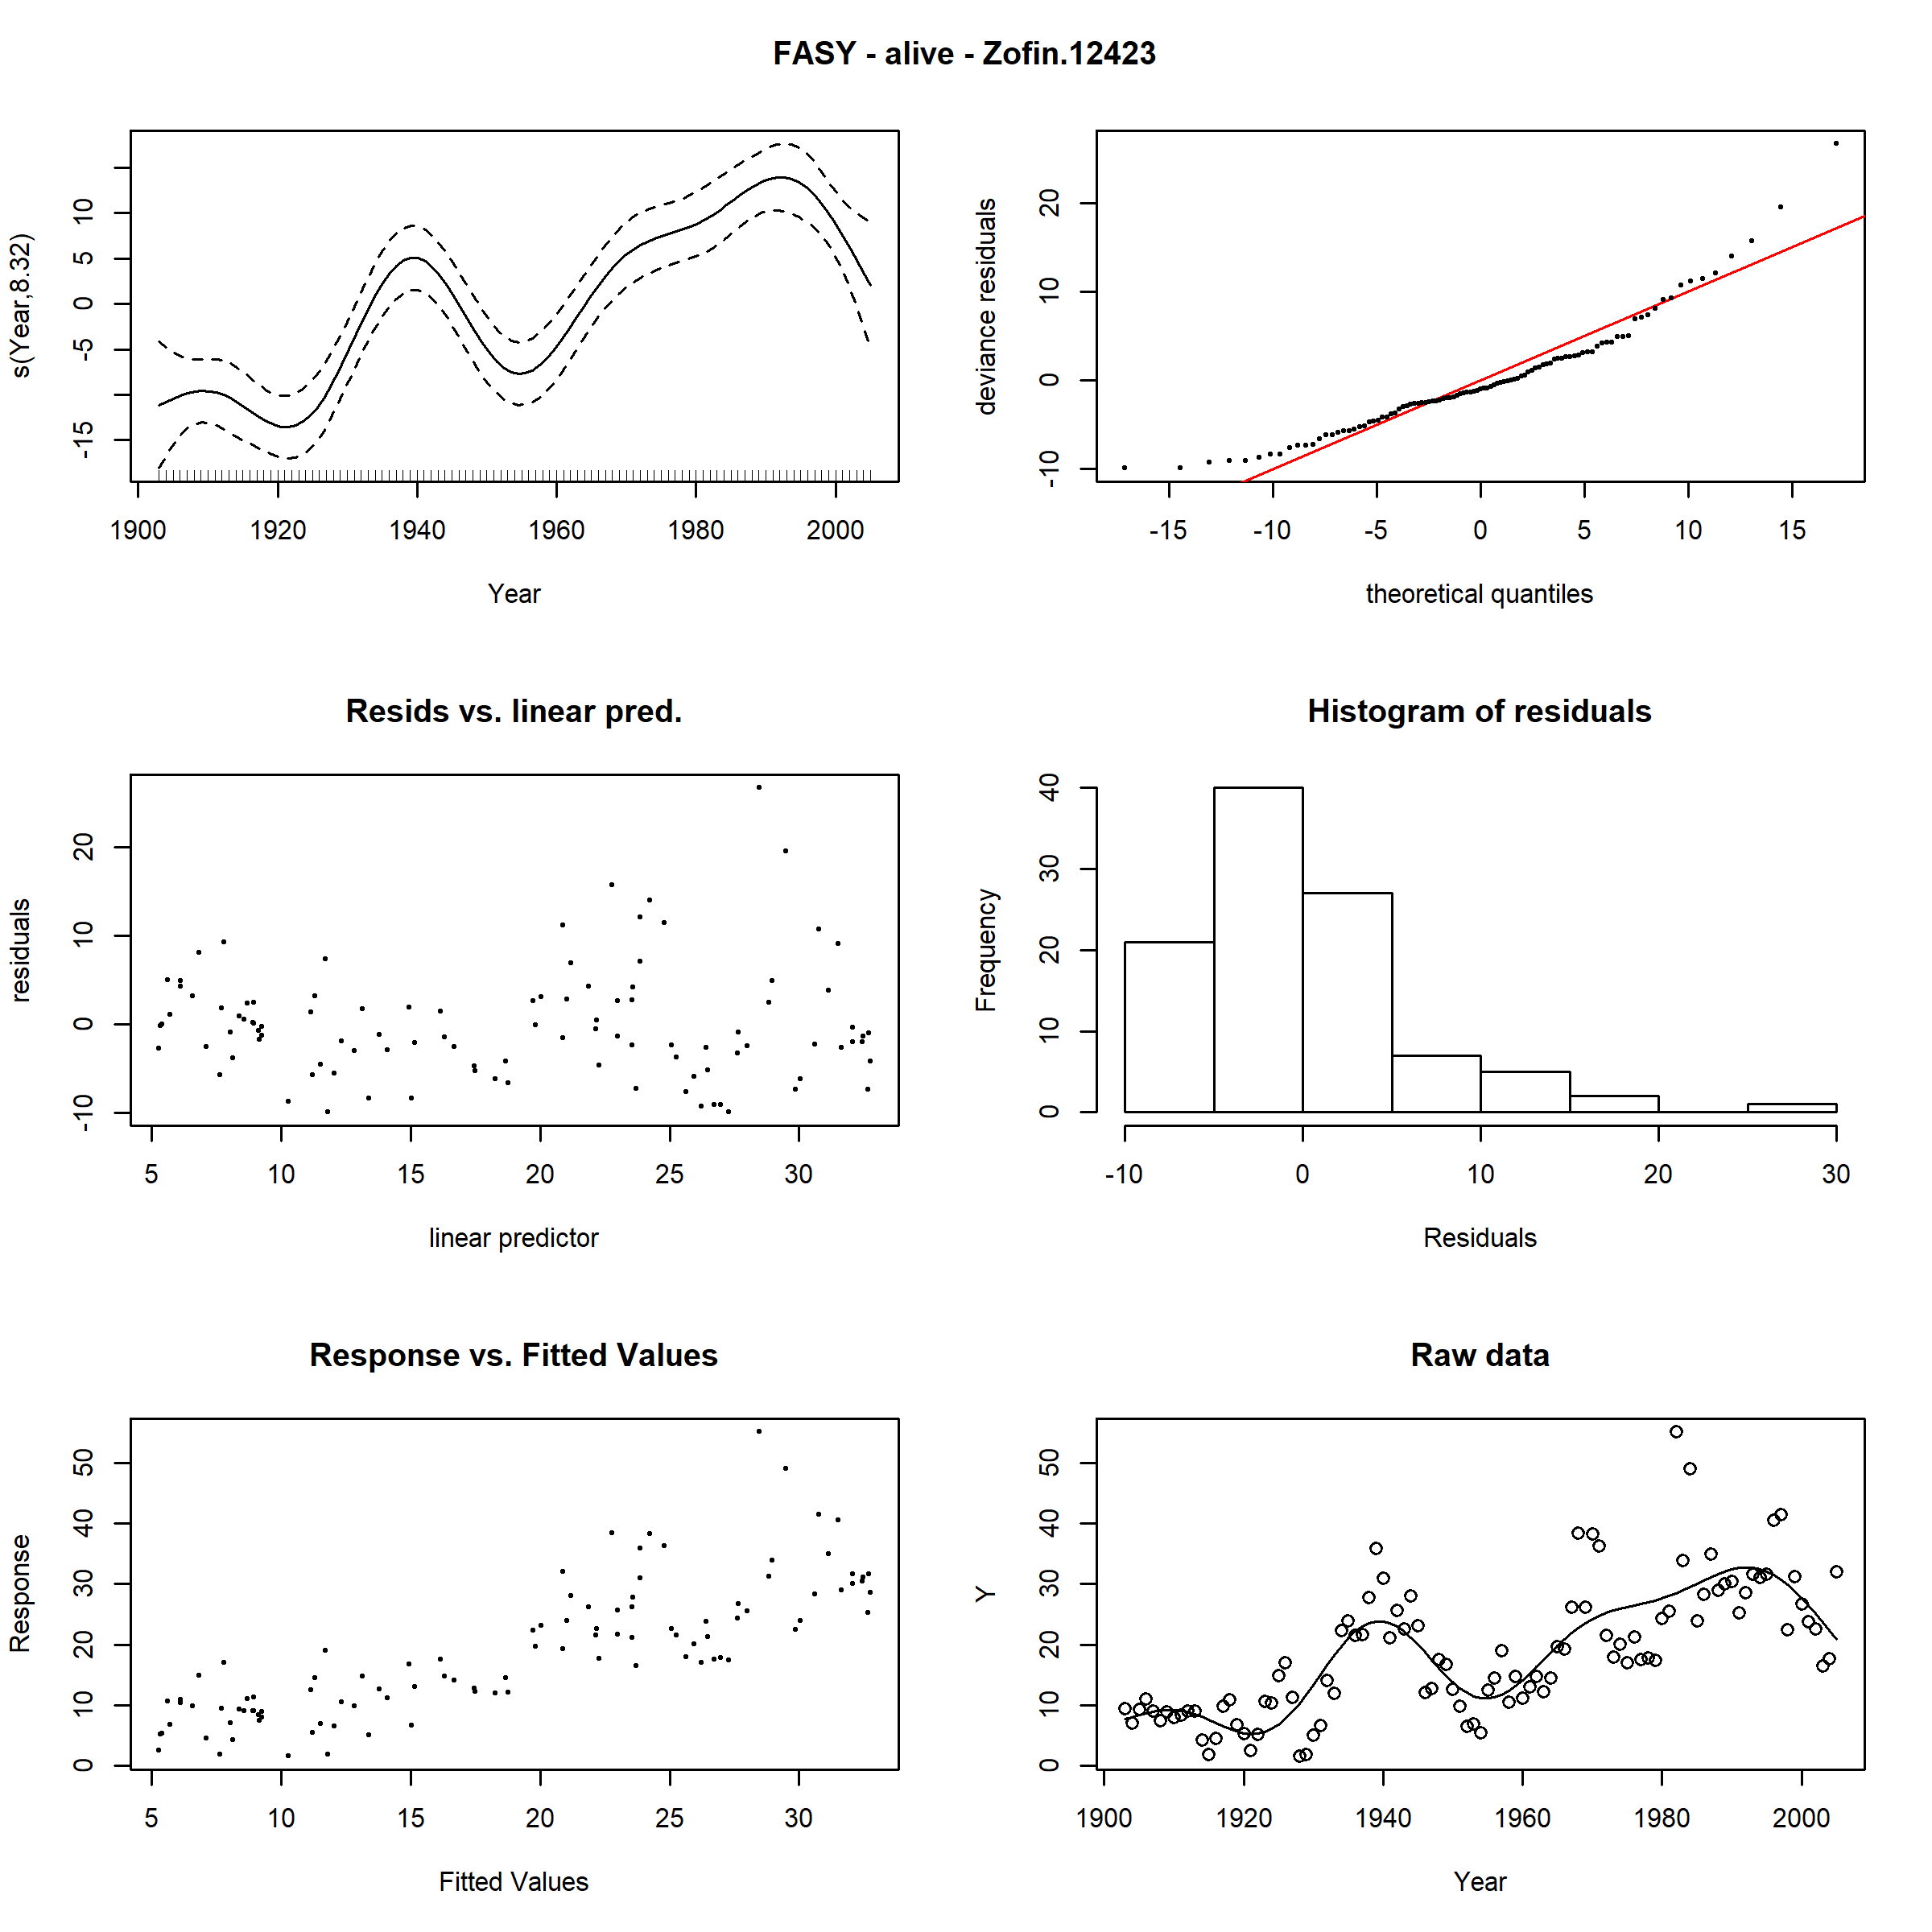 FASY - alive - Zofin.12423
s(Year,8.32)
-15 -5 0 5 10
1900 1920 1940 1960 1980 2000
Year
deviance residuals
-10 0 10 20
-15 -10 -5 0 5 10 15
theoretical quantiles
Resids vs. linear pred.
residuals
-10 0 10 20
5 10 15 20 25 30
linear predictor
Histogram of residuals
Frequency
0 10 20 30 40
-10 0 10 20 30
Residuals
Response vs. Fitted Values
Response
0 10 20 30 40 50
5 10 15 20 25 30
Fitted Values
Raw data
Y
0 10 20 30 40 50
1900 1920 1940 1960 1980 2000
Year